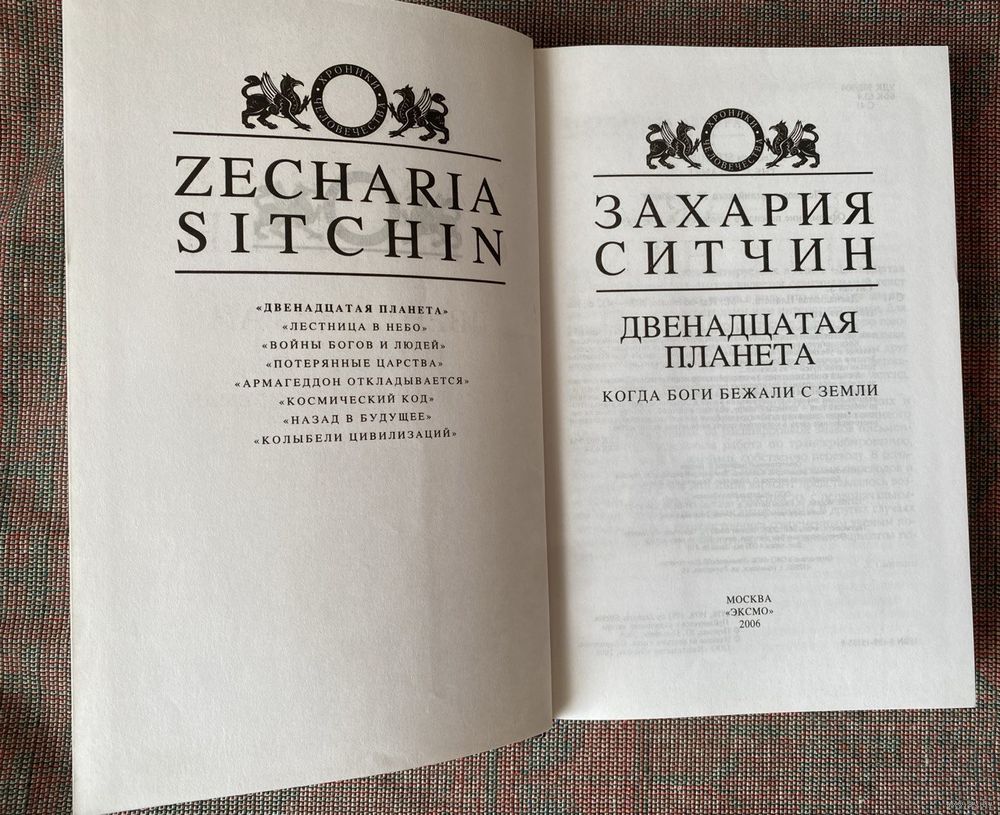 ХРОНИКИ
ЧЕЛОВЕЧЕСТВА
ZECHARIA
SITCHIN
«ДВЕНАДЦАТАЯ ПЛАНЕТА»
«ЛЕСТНИЦА В НЕБО»
«ВОЙНЫ БОГОВ И ЛЮДЕЙ»
«ПОТЕРЯННЫЕ ЦАРСТВА»
«АРМАГЕДДОН ОТКЛАДЫВАЕТСЯ»
«КОСМИЧЕСКИЙ КОД»
«НАЗАД В БУДУЩЕЕ»
«КОЛЫБЕЛИ ЦИВИЛИЗАЦИЙ»
ХРОНИКИ
ЧЕЛОВЕЧЕСТВА
ЗАХАРИЯ
СИТЧИН
ДВЕНАДЦАТАЯ
ПЛАНЕТА
КОГДА БОГИ БЕЖАЛИ С ЗЕМЛИ
МОСКВА
«ЭКСМО»
2006